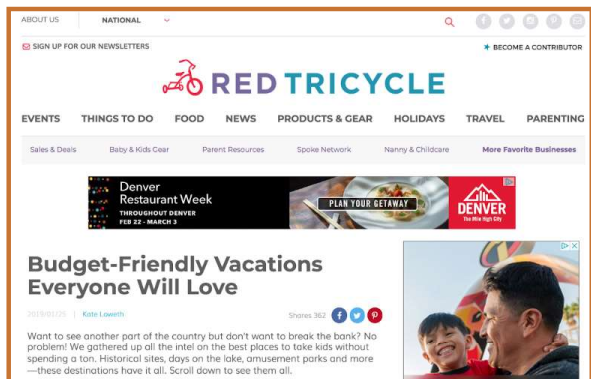 ABOUT US
NATIONAL
SIGN UP FOR OUR NEWSLETTERS
BECOME A CONTRIBUTOR
RED TRICYCLE
EVENTS THINGS TO DO FOOD NEWS PRODUCTS & GEAR HOLIDAYS TRAVEL PARENTING
Sales & Deals Baby & Kids Gear Parent Resources Spoke Network Nanny & Childcare More Favorite Businesses
Denver
Restaurant Week
THROUGHOUT DENVER
FEB 22 - MARCH 3
PLAN YOUR GETAWAY
DENVER
The Mile High City
Budget-Friendly Vacations
Everyone Will Love
Kate Loweth
Shares 362
Want to see another part of the country but don't want to break the bank? No
problem! We gathered up all the intel on the best places to take kids without
spending a ton. Historical sites, days on the lake, amusement parks and more
—these destinations have it all. Scroll down to see them all.